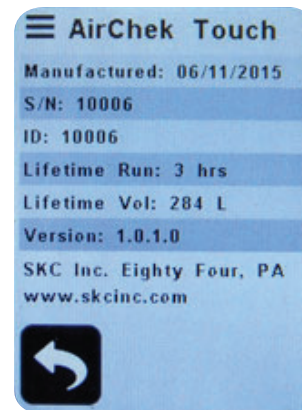 AirChek Touch
Manufactured: 06/11/2015
S/N: 10006
ID: 10006
Lifetime Run: 3 hrs
Lifetime Vol: 284 L
Version: 1.0.1.0
SKC Inc. Eighty Four, PA
www.skcinc.com